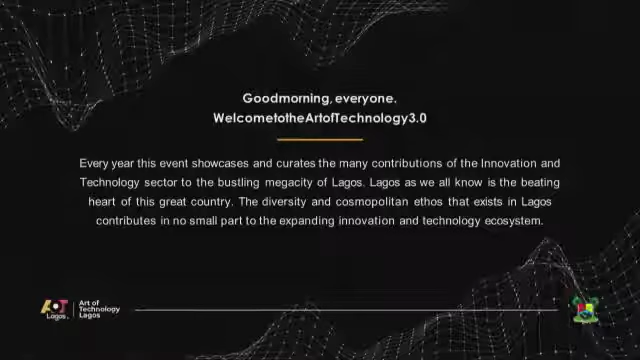 Goodmorning, everyone.
WelcometotheArtofTechnology3.0
Every year this event showcases and curates the many contributions of the Innovation and
Technology sector to the bustling megacity of Lagos. Lagos as we all know is the beating
heart of this great country. The diversity and cosmopolitan ethos that exists in Lagos
contributes in no small part to the expanding innovation and technology ecosystem.
AOT
Lagos.
Art of
Technology
Lagos